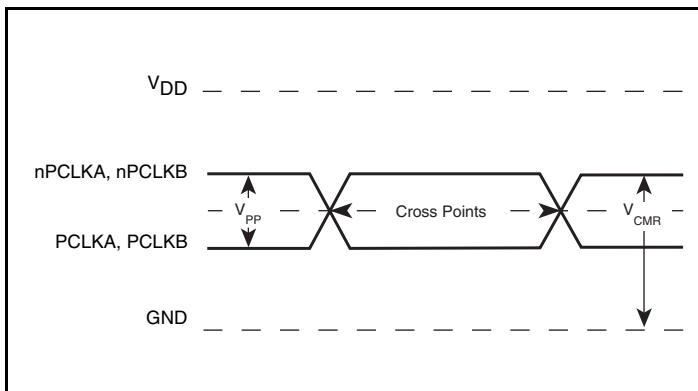 VDD
nPCLKA, nPCLKB
VPP
Cross Points
VCMR
PCLKA, PCLKB
GND